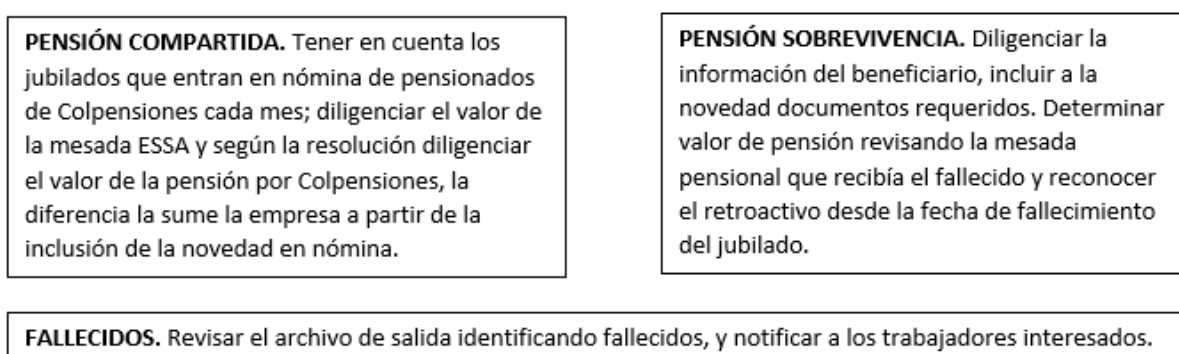 PENSIÓN COMPARTIDA. Tener en cuenta los
jubilados que entran en nómina de pensionados
de Colpensiones cada mes; diligenciar el valor de
la mesada ESSA y según la resolución diligenciar
el valor de la pensión por Colpensiones, la
diferencia la sume la empresa a partir de la
inclusión de la novedad en nómina.
PENSIÓN SOBREVIVENCIA. Diligenciar la
información del beneficiario, incluir a la
novedad documentos requeridos. Determinar
valor de pensión revisando la mesada
pensional que recibía el fallecido y reconocer
el retroactivo desde la fecha de fallecimiento
del jubilado.
FALLECIDOS. Revisar el archivo de salida identificando fallecidos, y notificar a los trabajadores interesados.